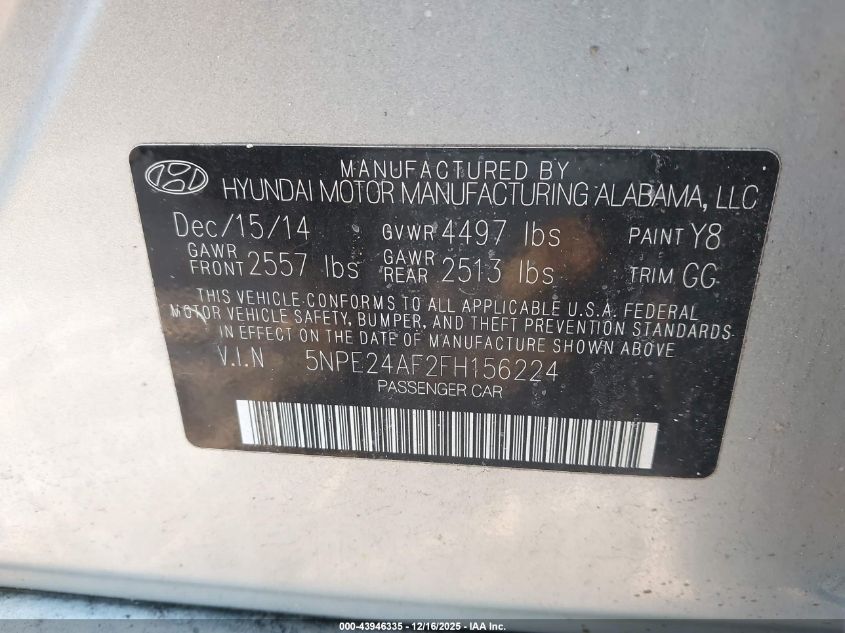 MANUFACTURED BY
HYUNDAI MOTOR MANUFACTURING ALABAMA, LLC
Dec/15/14 GVWR 4497 lbs PAINT Y8
GAWR FRONT 2557 lbs GAWR REAR 2513 lbs TRIM GG
THIS VEHICLE CONFORMS TO ALL APPLICABLE U.S.A. FEDERAL
MOTOR VEHICLE SAFETY, BUMPER, AND THEFT PREVENTION STANDARDS
IN EFFECT ON THE DATE OF MANUFACTURE SHOWN ABOVE
V.I.N 5NPE24AF2FH156224
PASSENGER CAR
000-43946335 - 12/16/2025 - IAA Inc.